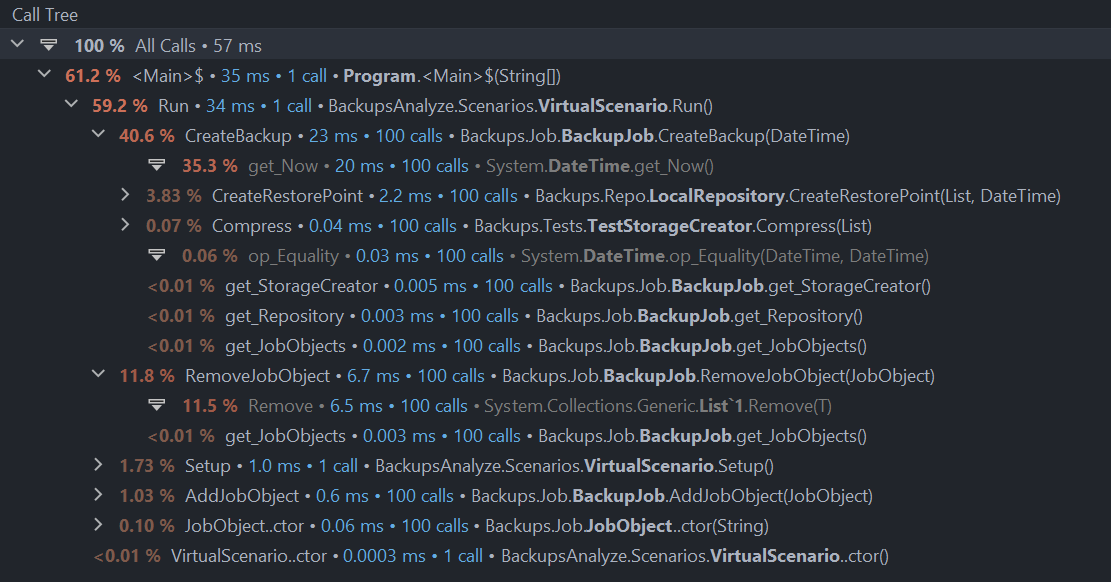 Call Tree
100 % All Calls • 57 ms
61.2 % <Main>$ • 35 ms • 1 call • Program.<Main>$(String[])
59.2 % Run • 34 ms • 1 call • BackupsAnalyze.Scenarios.VirtualScenario.Run()
40.6 % CreateBackup • 23 ms • 100 calls • Backups.Job.BackupJob.CreateBackup(DateTime)
35.3 % get_Now • 20 ms • 100 calls • System.DateTime.get_Now()
3.83 % CreateRestorePoint • 2.2 ms • 100 calls • Backups.Repo.LocalRepository.CreateRestorePoint(List, DateTime)
0.07 % Compress • 0.04 ms • 100 calls • Backups.Tests.TestStorageCreator.Compress(List)
0.06 % op_Equality • 0.03 ms • 100 calls • System.DateTime.op_Equality(DateTime, DateTime)
<0.01 % get_StorageCreator • 0.005 ms • 100 calls • Backups.Job.BackupJob.get_StorageCreator()
<0.01 % get_Repository • 0.003 ms • 100 calls • Backups.Job.BackupJob.get_Repository()
<0.01 % get_JobObjects • 0.002 ms • 100 calls • Backups.Job.BackupJob.get_JobObjects()
11.8 % RemoveJobObject • 6.7 ms • 100 calls • Backups.Job.BackupJob.RemoveJobObject(JobObject)
11.5 % Remove • 6.5 ms • 100 calls • System.Collections.Generic.List`1.Remove(T)
<0.01 % get_JobObjects • 0.003 ms • 100 calls • Backups.Job.BackupJob.get_JobObjects()
1.73 % Setup • 1.0 ms • 1 call • BackupsAnalyze.Scenarios.VirtualScenario.Setup()
1.03 % AddJobObject • 0.6 ms • 100 calls • Backups.Job.BackupJob.AddJobObject(JobObject)
0.10 % JobObject..ctor • 0.06 ms • 100 calls • Backups.Job.JobObject..ctor(String)
<0.01 % VirtualScenario..ctor • 0.0003 ms • 1 call • BackupsAnalyze.Scenarios.VirtualScenario..ctor()